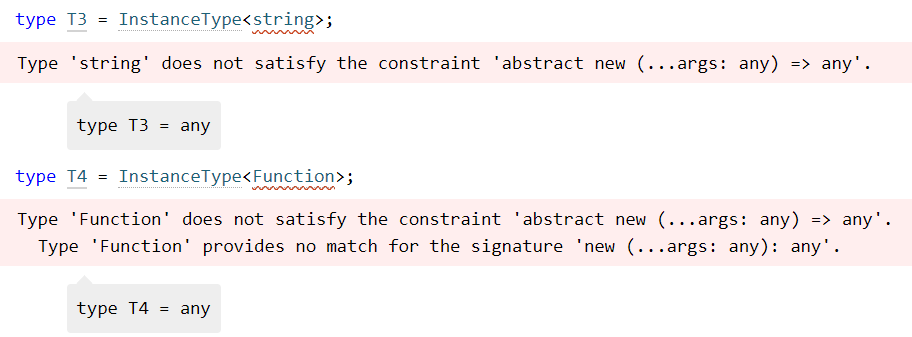 type T3 = InstanceType<string>;
Type 'string' does not satisfy the constraint 'abstract new (...args: any) => any'.
type T3 = any
type T4 = InstanceType<Function>;
Type 'Function' does not satisfy the constraint 'abstract new (...args: any) => any'.
  Type 'Function' provides no match for the signature 'new (...args: any): any'.
type T4 = any